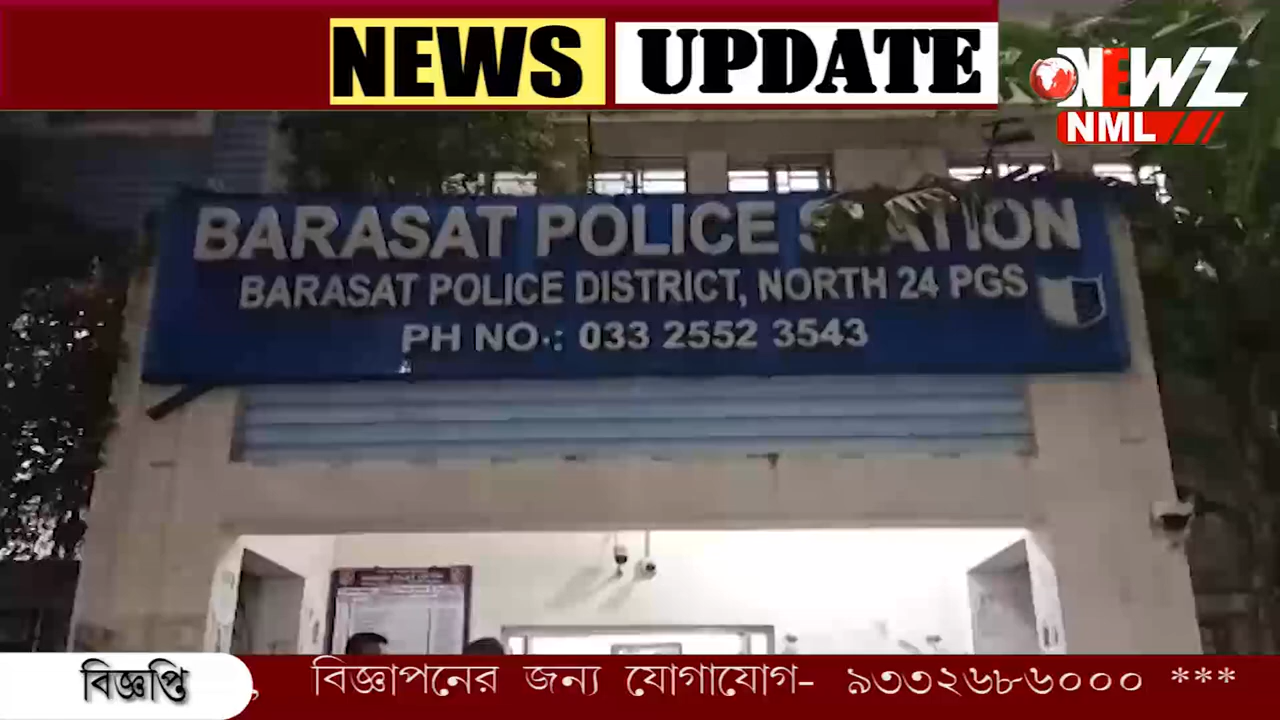 NEWS UPDATE
NEWZ
NML
BARASAT POLICE STATION
BARASAT POLICE DISTRICT, NORTH 24 PGS
PH NO.: 033 2552 3543
বিজ্ঞপ্তি
, বিজ্ঞাপনের জন্য যোগাযোগ- ৯৩৩২৬৮৬০০০ ***